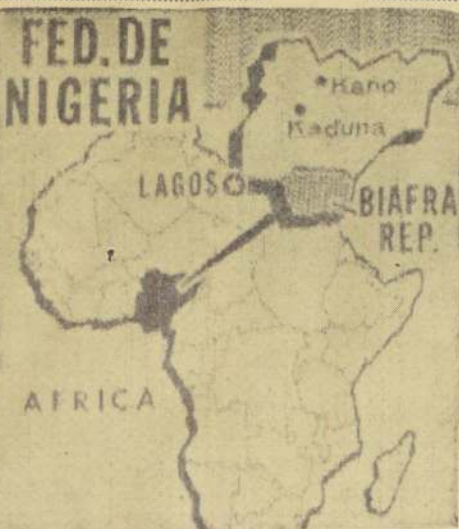 FED. DE
NIGERIA
Kano
Kaduna
LAGOS
BIAFRA
REP.
AFRICA